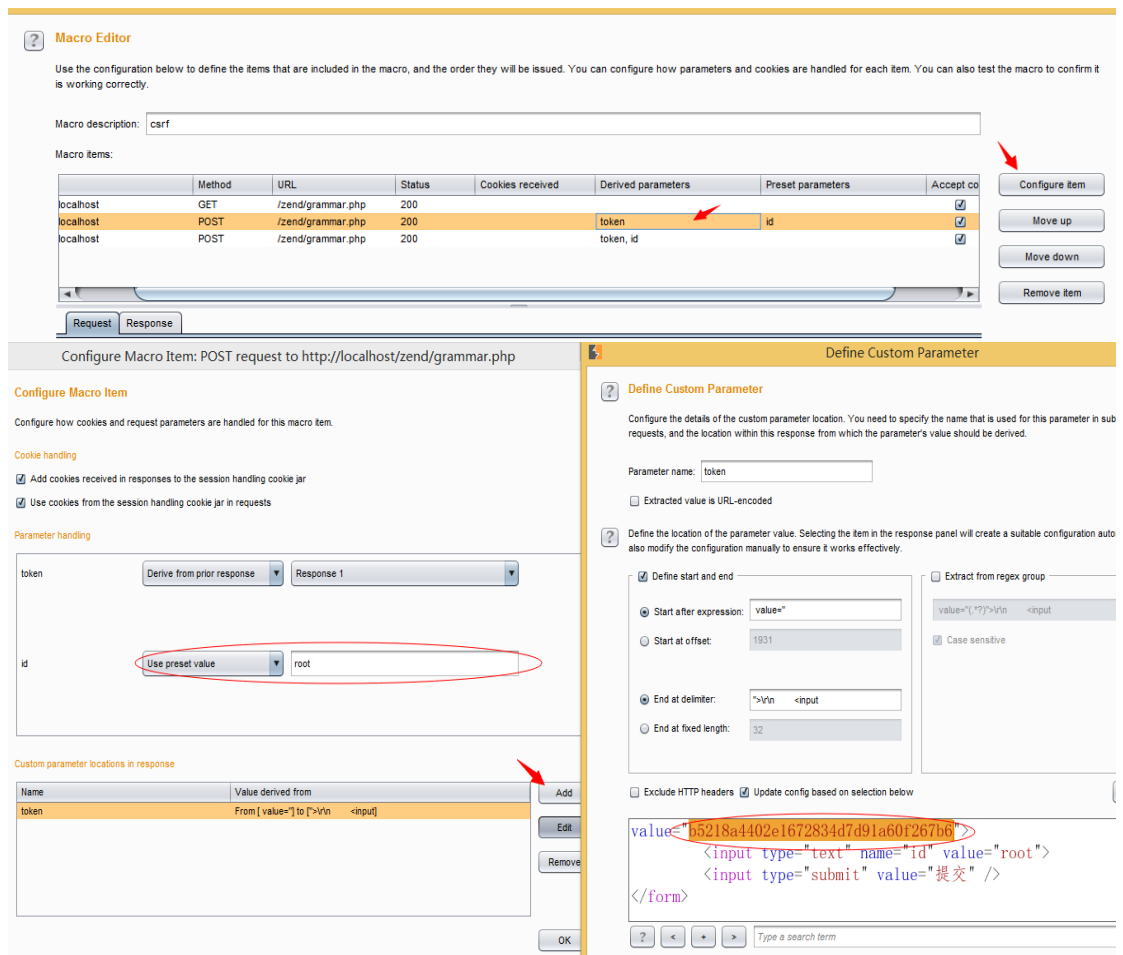 Macro Editor
Use the configuration below to define the items that are included in the macro, and the order they will be issued. You can configure how parameters and cookies are handled for each item. You can also test the macro to confirm it
is working correctly.
Macro description: csrf
Macro items:
Method URL Status Cookies received Derived parameters Preset parameters Accept co
localhost GET /zend/grammar.php 200
localhost POST /zend/grammar.php 200 token id
localhost POST /zend/grammar.php 200 token, id
Configure item
Move up
Move down
Remove item
Request Response
Configure Macro Item: POST request to http://localhost/zend/grammar.php
Configure Macro Item
Configure how cookies and request parameters are handled for this macro item.
Cookie handling
Add cookies received in responses to the session handling cookie jar
Use cookies from the session handling cookie jar in requests
Parameter handling
token Derive from prior response Response 1
id Use preset value root
Custom parameter locations in response
Name Value derived from
token From [ value="] to [">\r\n <input]
Add
Edit
Remove
OK
Define Custom Parameter
Define Custom Parameter
Configure the details of the custom parameter location. You need to specify the name that is used for this parameter in sub
requests, and the location within this response from which the parameter's value should be derived.
Parameter name: token
Extracted value is URL-encoded
Define the location of the parameter value. Selecting the item in the response panel will create a suitable configuration auto
also modify the configuration manually to ensure it works effectively.
Define start and end
Start after expression: value="
Start at offset: 1931
End at delimiter: ">\r\n <input
End at fixed length: 32
Extract from regex group
value="(.*?)">\r\n <input
Case sensitive
Exclude HTTP headers Update config based on selection below
value="b5218a4402e1672834d7d91a60f267b6">
<input type="text" name="id" value="root">
<input type="submit" value="提交" />
</form>
? < + > Type a search term